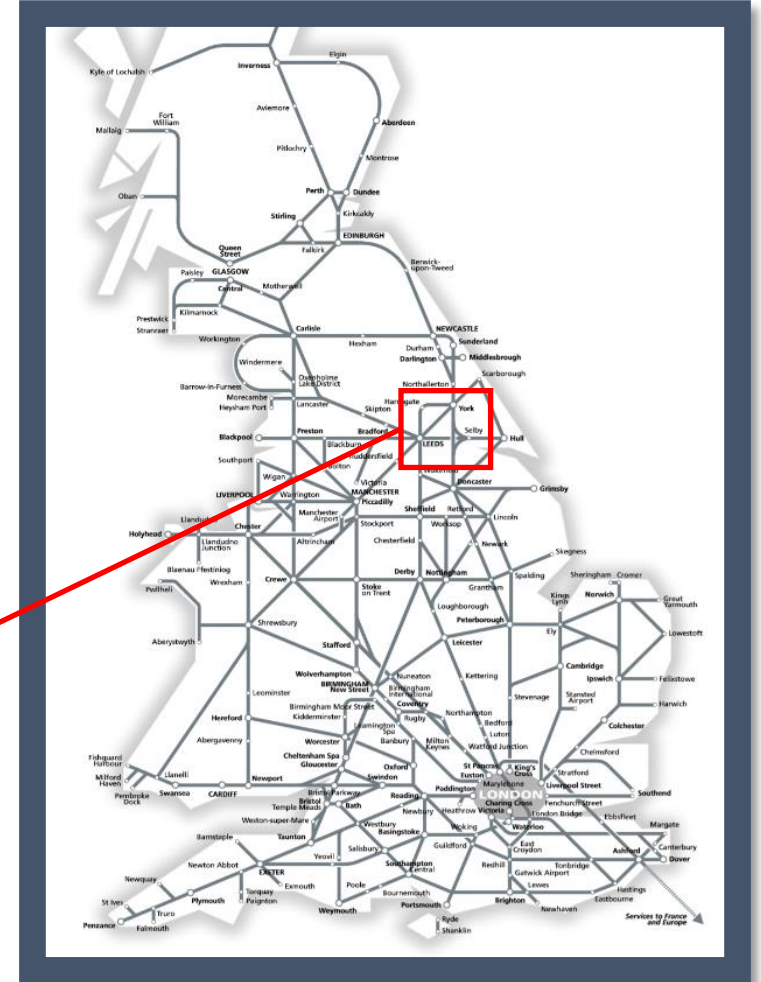 Elgin
Inverness
Kyle of Lochalsh
Aviemore
Fort
William
Aberdeen
Mallaig
Pitlochry
Montrose
Perth
Dundee
Oban
Kirkcaldy
Stirling
EDINBURGH
Queen
Street
Falkirk
Berwick-
upon-Tweed
Paisley
GLASGOW
Central
Motherwell
Prestwick
Kilmarnock
Stranraer
Carlisle
NEWCASTLE
Workington
Hexham
Sunderland
Durham
Darlington
Middlesbrough
Windermere
Scarborough
Oxenholme
Lake District
Northallerton
Barrow-in-Furness
Morecambe
Heysham Port
Lancaster
Skipton
York
Preston
Bradford
Selby
Blackpool
Blackburn
LEEDS
Hull
Southport
Wigan
Victoria
Doncaster
Grimsby
LIVERPOOL
Warrington
MANCHESTER
Piccadilly
Sheffield
Retford
Manchester
Airport
Stockport
Worksop
Lincoln
Holyhead
Chester
Llandudno
Junction
Altrincham
Chesterfield
Newark
Skegness
Blaenau Ffestiniog
Pwllheli
Wrexham
Crewe
Stoke
on Trent
Derby
Nottingham
Grantham
Spalding
Sheringham
Cromer
Kings
Lynn
Norwich
Great
Yarmouth
Loughborough
Peterborough
Aberystwyth
Shrewsbury
Stafford
Leicester
Ely
Lowestoft
Wolverhampton
BIRMINGHAM
New Street
Nuneaton
Birmingham
International
Kettering
Cambridge
Ipswich
Felixstowe
Leominster
Birmingham Moor Street
Coventry
Stevenage
Stansted
Airport
Harwich
Hereford
Kidderminster
Rugby
Northampton
Leamington
Spa
Bedford
Colchester
Abergavenny
Worcester
Banbury
Milton
Keynes
Luton
Watford Junction
Chelmsford
Fishguard
Harbour
Cheltenham Spa
Gloucester
Oxford
St Pancras
King's
Cross
Euston
Stratford
Milford
Haven
Llanelli
Newport
Swindon
Marylebone
Liverpool Street
Pembroke
Dock
Swansea
CARDIFF
Bristol Parkway
Reading
Paddington
LONDON
Southend
Bristol
Temple Meads
Bath
Newbury
Heathrow
Victoria
Charing Cross
Fenchurch Street
London Bridge
Ebbsfleet
Weston-super-Mare
Westbury
Basingstoke
Woking
Waterloo
Margate
Barnstaple
Taunton
Salisbury
Guildford
East
Croydon
Canterbury
Newton Abbot
Yeovil
Southampton
Central
Redhill
Tonbridge
Ashford
Dover
EXETER
Gatwick Airport
Newquay
Exmouth
Poole
Bournemouth
Lewes
Hastings
St Ives
Plymouth
Torquay
Paignton
Weymouth
Portsmouth
Brighton
Newhaven
Eastbourne
Truro
Penzance
Falmouth
Ryde
Shanklin
Services to France
and Europe